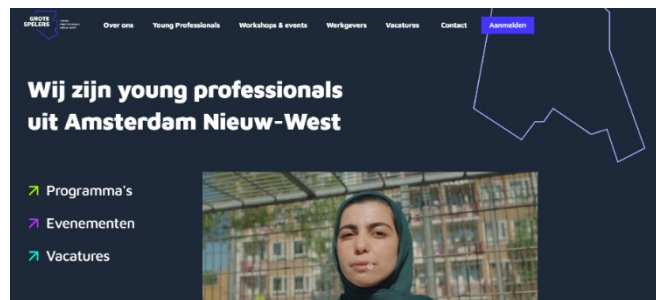 GROTE
SPELERS
Over ons
Young Professionals
Workshops & events
Werkgevers
Vacatures
Contact
Aanmelden
Wij zijn young professionals
uit Amsterdam Nieuw-West
Programma's
Evenementen
Vacatures